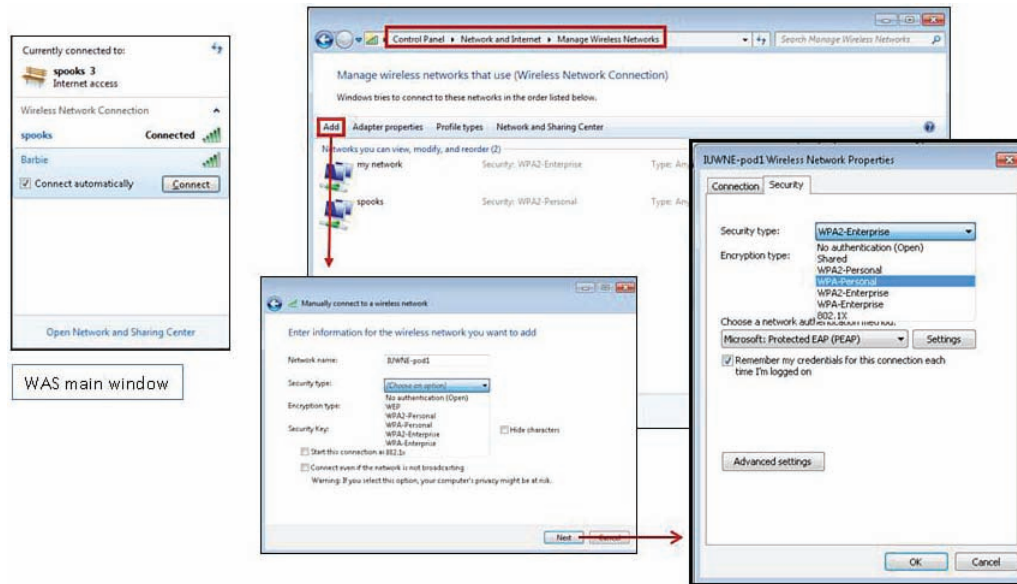 Currently connected to:
spooks 3
Internet access
Wireless Network Connection
spooks Connected
Barbie
Connect automatically Connect
Open Network and Sharing Center
WAS main window
Control Panel Network and Internet Manage Wireless Networks Search Manage Wireless Networks
Manage wireless networks that use (Wireless Network Connection)
Windows tries to connect to these networks in the order listed below.
Add Adapter properties Profile types Network and Sharing Center
Networks you can view, modify, and reorder (2)
my network Security: WPA2-Enterprise Type: Any
spooks Security: WPA2-Personal Type: Any
Manually connect to a wireless network
Enter information for the wireless network you want to add
Network name: IUWNE-pod1
Security type: (Choose an option)
No authentication (Open)
Encryption type: WEP
WPA2-Personal
WPA-Personal
Security Key: WPA2-Enterprise Hide characters
WPA-Enterprise
Start this connection a 802.1x
Connect even if the network is not broadcasting
Warning: If you select this option, your computer's privacy might be at risk.
Next Cancel
IUWNE-pod1 Wireless Network Properties
Connection Security
Security type: WPA2-Enterprise
No authentication (Open)
Encryption type: Shared
WPA2-Personal
WPA-Personal
WPA2-Enterprise
WPA-Enterprise
802.1X
Choose a network authentication method:
Microsoft: Protected EAP (PEAP) Settings
Remember my credentials for this connection each
time I'm logged on
Advanced settings
OK Cancel